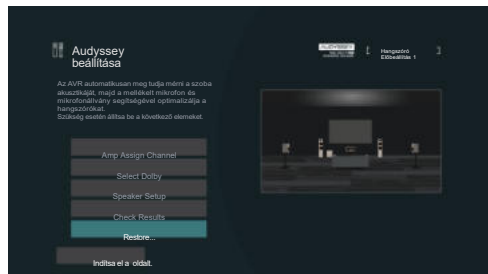 Audyssey
beállítása
AUDYSSEY
Hangszóró
Előbeállítás 1
Az AVR automatikusan meg tudja mérni a szoba
akusztikáját, majd a mellékelt mikrofon és
mikrofonállvány segítségével optimalizálja a
hangszórókat.
Szükség esetén állítsa be a következő elemeket.
Amp Assign Channel
Select Dolby
Speaker Setup
Check Results
Restore...
Indítsa el a oldalt.